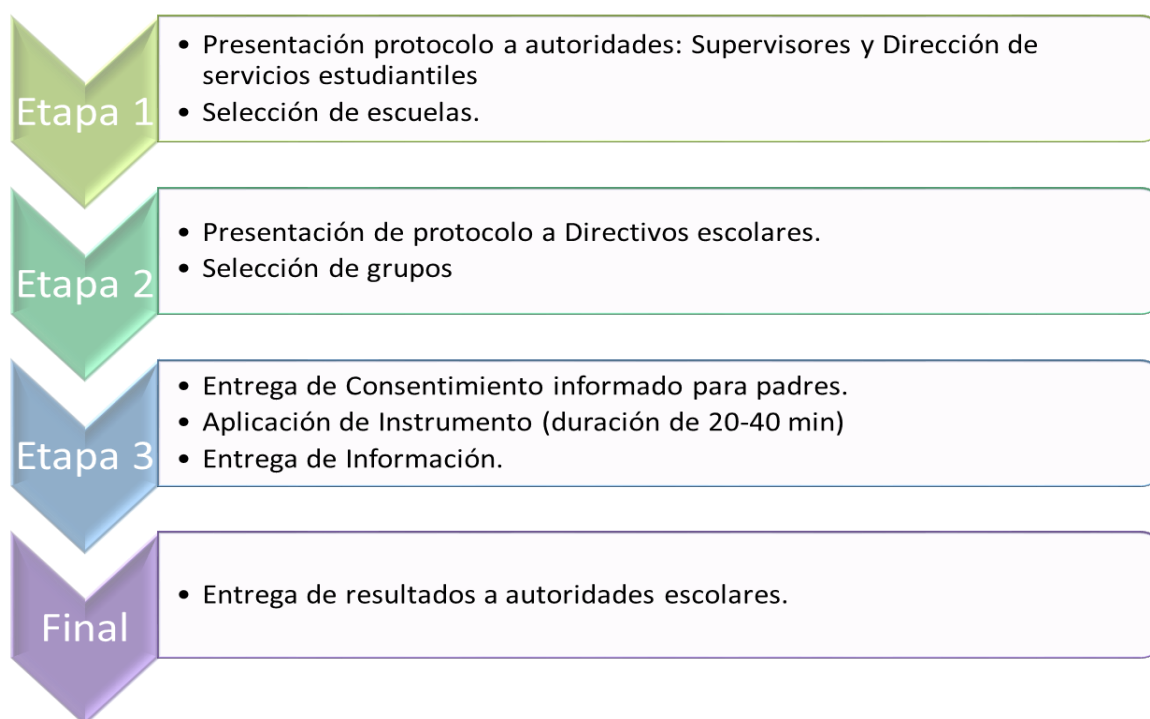 Etapa 1
• Presentación protocolo a autoridades: Supervisores y Dirección de
servicios estudiantiles
• Selección de escuelas.
Etapa 2
• Presentación de protocolo a Directivos escolares.
• Selección de grupos
Etapa 3
• Entrega de Consentimiento informado para padres.
• Aplicación de Instrumento (duración de 20-40 min)
• Entrega de Información.
Final
• Entrega de resultados a autoridades escolares.